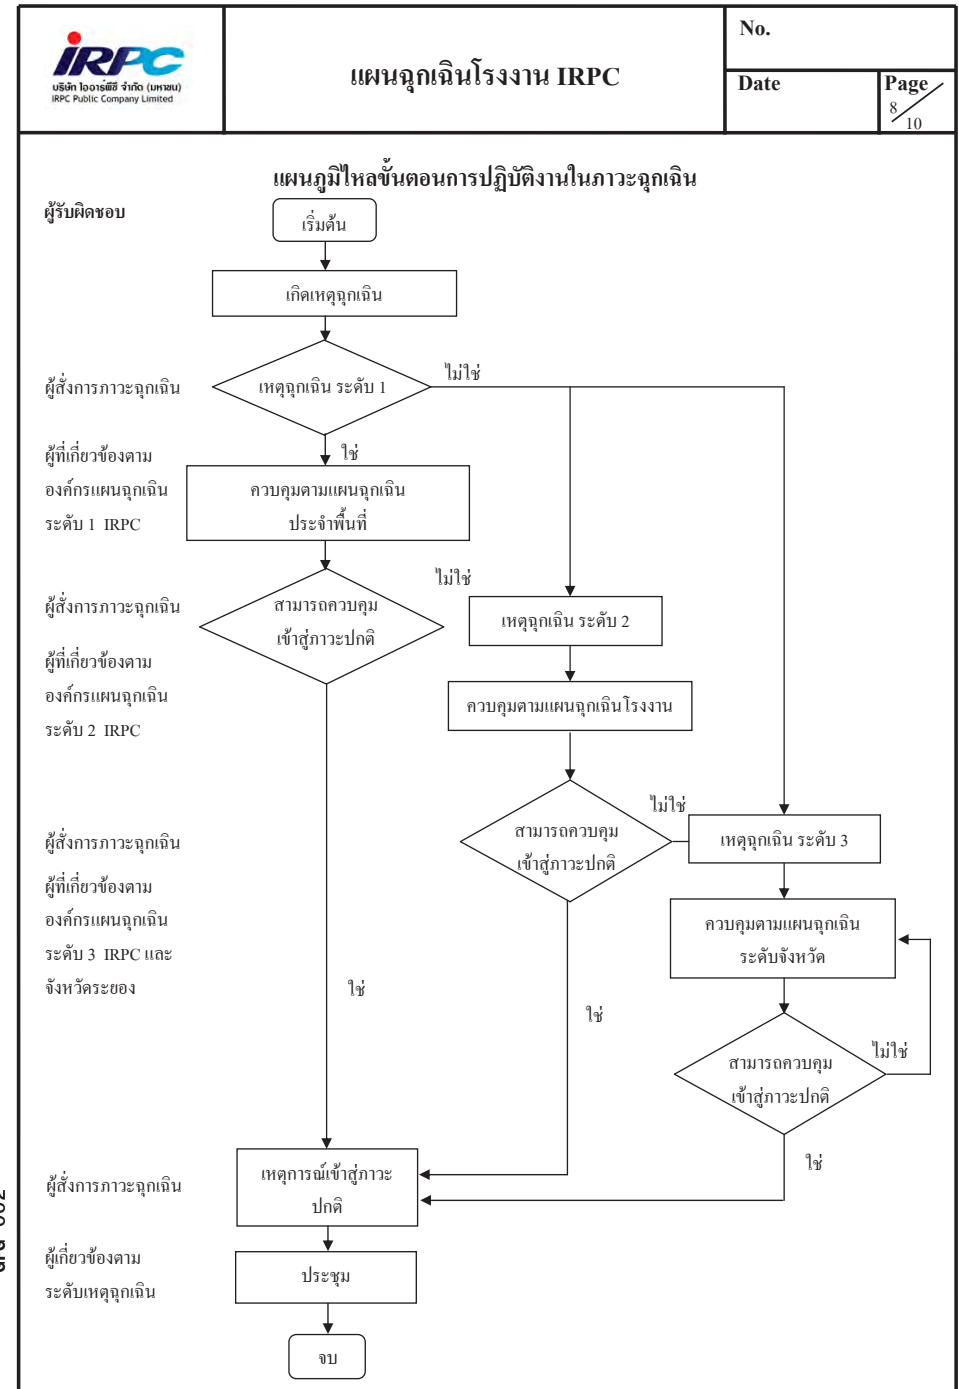 IRPC
บริษัท ไออาร์พีซี จำกัด (มหาชน)
IRPC Public Company Limited
แผนฉุกเฉินโรงงาน IRPC
No.
Date
Page
8
10
แผนภูมิไหลขั้นตอนการปฏิบัติงานในภาวะฉุกเฉิน
ผู้รับผิดชอบ
เริ่มต้น
เกิดเหตุฉุกเฉิน
ผู้สั่งการภาวะฉุกเฉิน
เหตุฉุกเฉิน ระดับ 1
ไม่ใช่
ใช่
ผู้ที่เกี่ยวข้องตาม
องค์กรแผนฉุกเฉิน
ระดับ 1 IRPC
ควบคุมตามแผนฉุกเฉิน
ประจำพื้นที่
ไม่ใช่
ผู้สั่งการภาวะฉุกเฉิน
สามารถควบคุม
เข้าสู่ภาวะปกติ
เหตุฉุกเฉิน ระดับ 2
ผู้ที่เกี่ยวข้องตาม
องค์กรแผนฉุกเฉิน
ระดับ 2 IRPC
ควบคุมตามแผนฉุกเฉินโรงงาน
ไม่ใช่
ผู้สั่งการภาวะฉุกเฉิน
สามารถควบคุม
เข้าสู่ภาวะปกติ
เหตุฉุกเฉิน ระดับ 3
ผู้ที่เกี่ยวข้องตาม
องค์กรแผนฉุกเฉิน
ระดับ 3 IRPC และ
จังหวัดระยอง
ควบคุมตามแผนฉุกเฉิน
ระดับจังหวัด
ใช่
ใช่
ไม่ใช่
สามารถควบคุม
เข้าสู่ภาวะปกติ
ใช่
ผู้สั่งการภาวะฉุกเฉิน
เหตุการณ์เข้าสู่ภาวะ
ปกติ
ผู้เกี่ยวข้องตาม
ระดับเหตุฉุกเฉิน
ประชุม
จบ